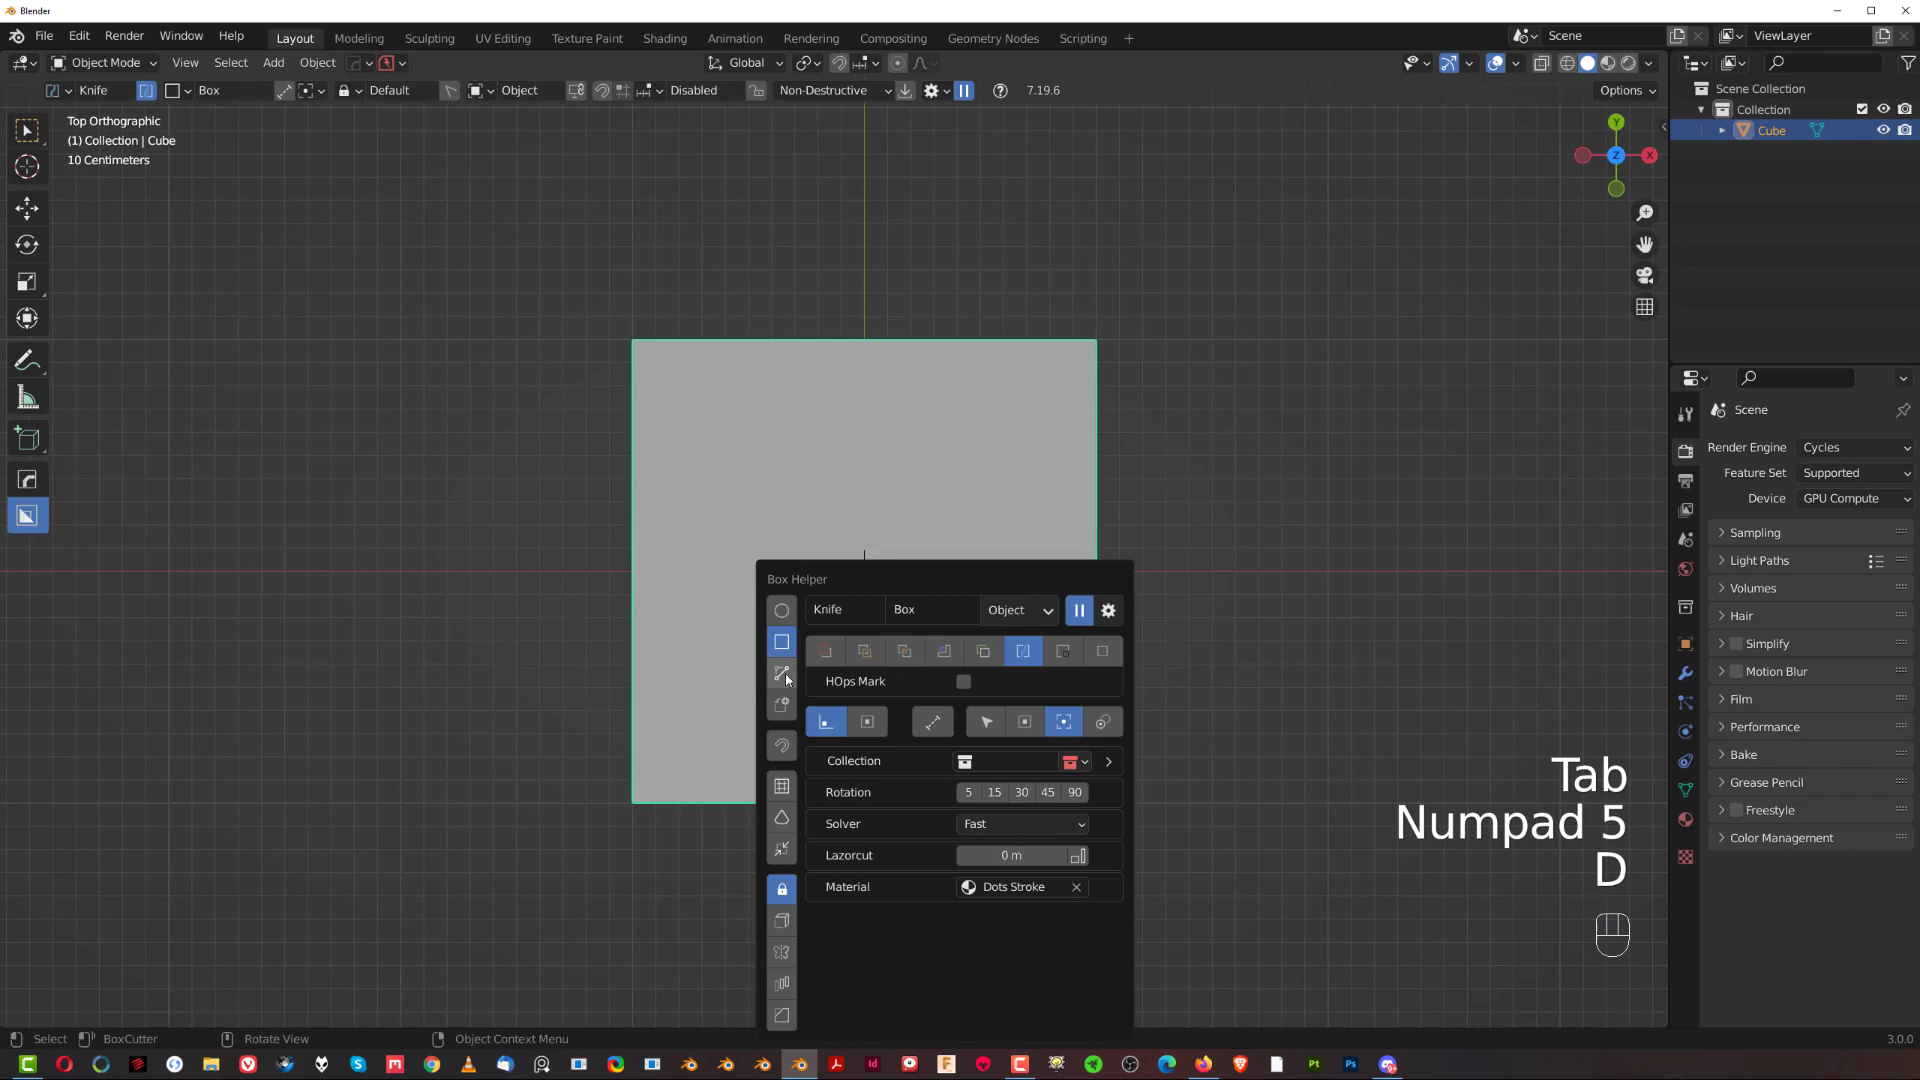 Blender
File Edit Render Window Help Layout Modeling Sculpting UV Editing Texture Paint Shading Animation Rendering Compositing Geometry Nodes Scripting Scene ViewLayer
Object Mode View Select Add Object Global
Knife Box Default Object Disabled Non-Destructive 7.19.6 Options
Top Orthographic
(1) Collection | Cube
10 Centimeters
Y
Z
X
Scene Collection
Collection
Cube
Scene
Render Engine Cycles
Feature Set Supported
Device GPU Compute
Sampling
Light Paths
Volumes
Hair
Simplify
Motion Blur
Film
Performance
Bake
Grease Pencil
Freestyle
Color Management
Box Helper
Knife Box Object
HOps Mark
Collection
Rotation 5 15 30 45 90
Solver Fast
Lazorcut 0 m
Material Dots Stroke
Tab
Numpad 5
D
Select BoxCutter Rotate View Object Context Menu 3.0.0
Id
Pt
Ps